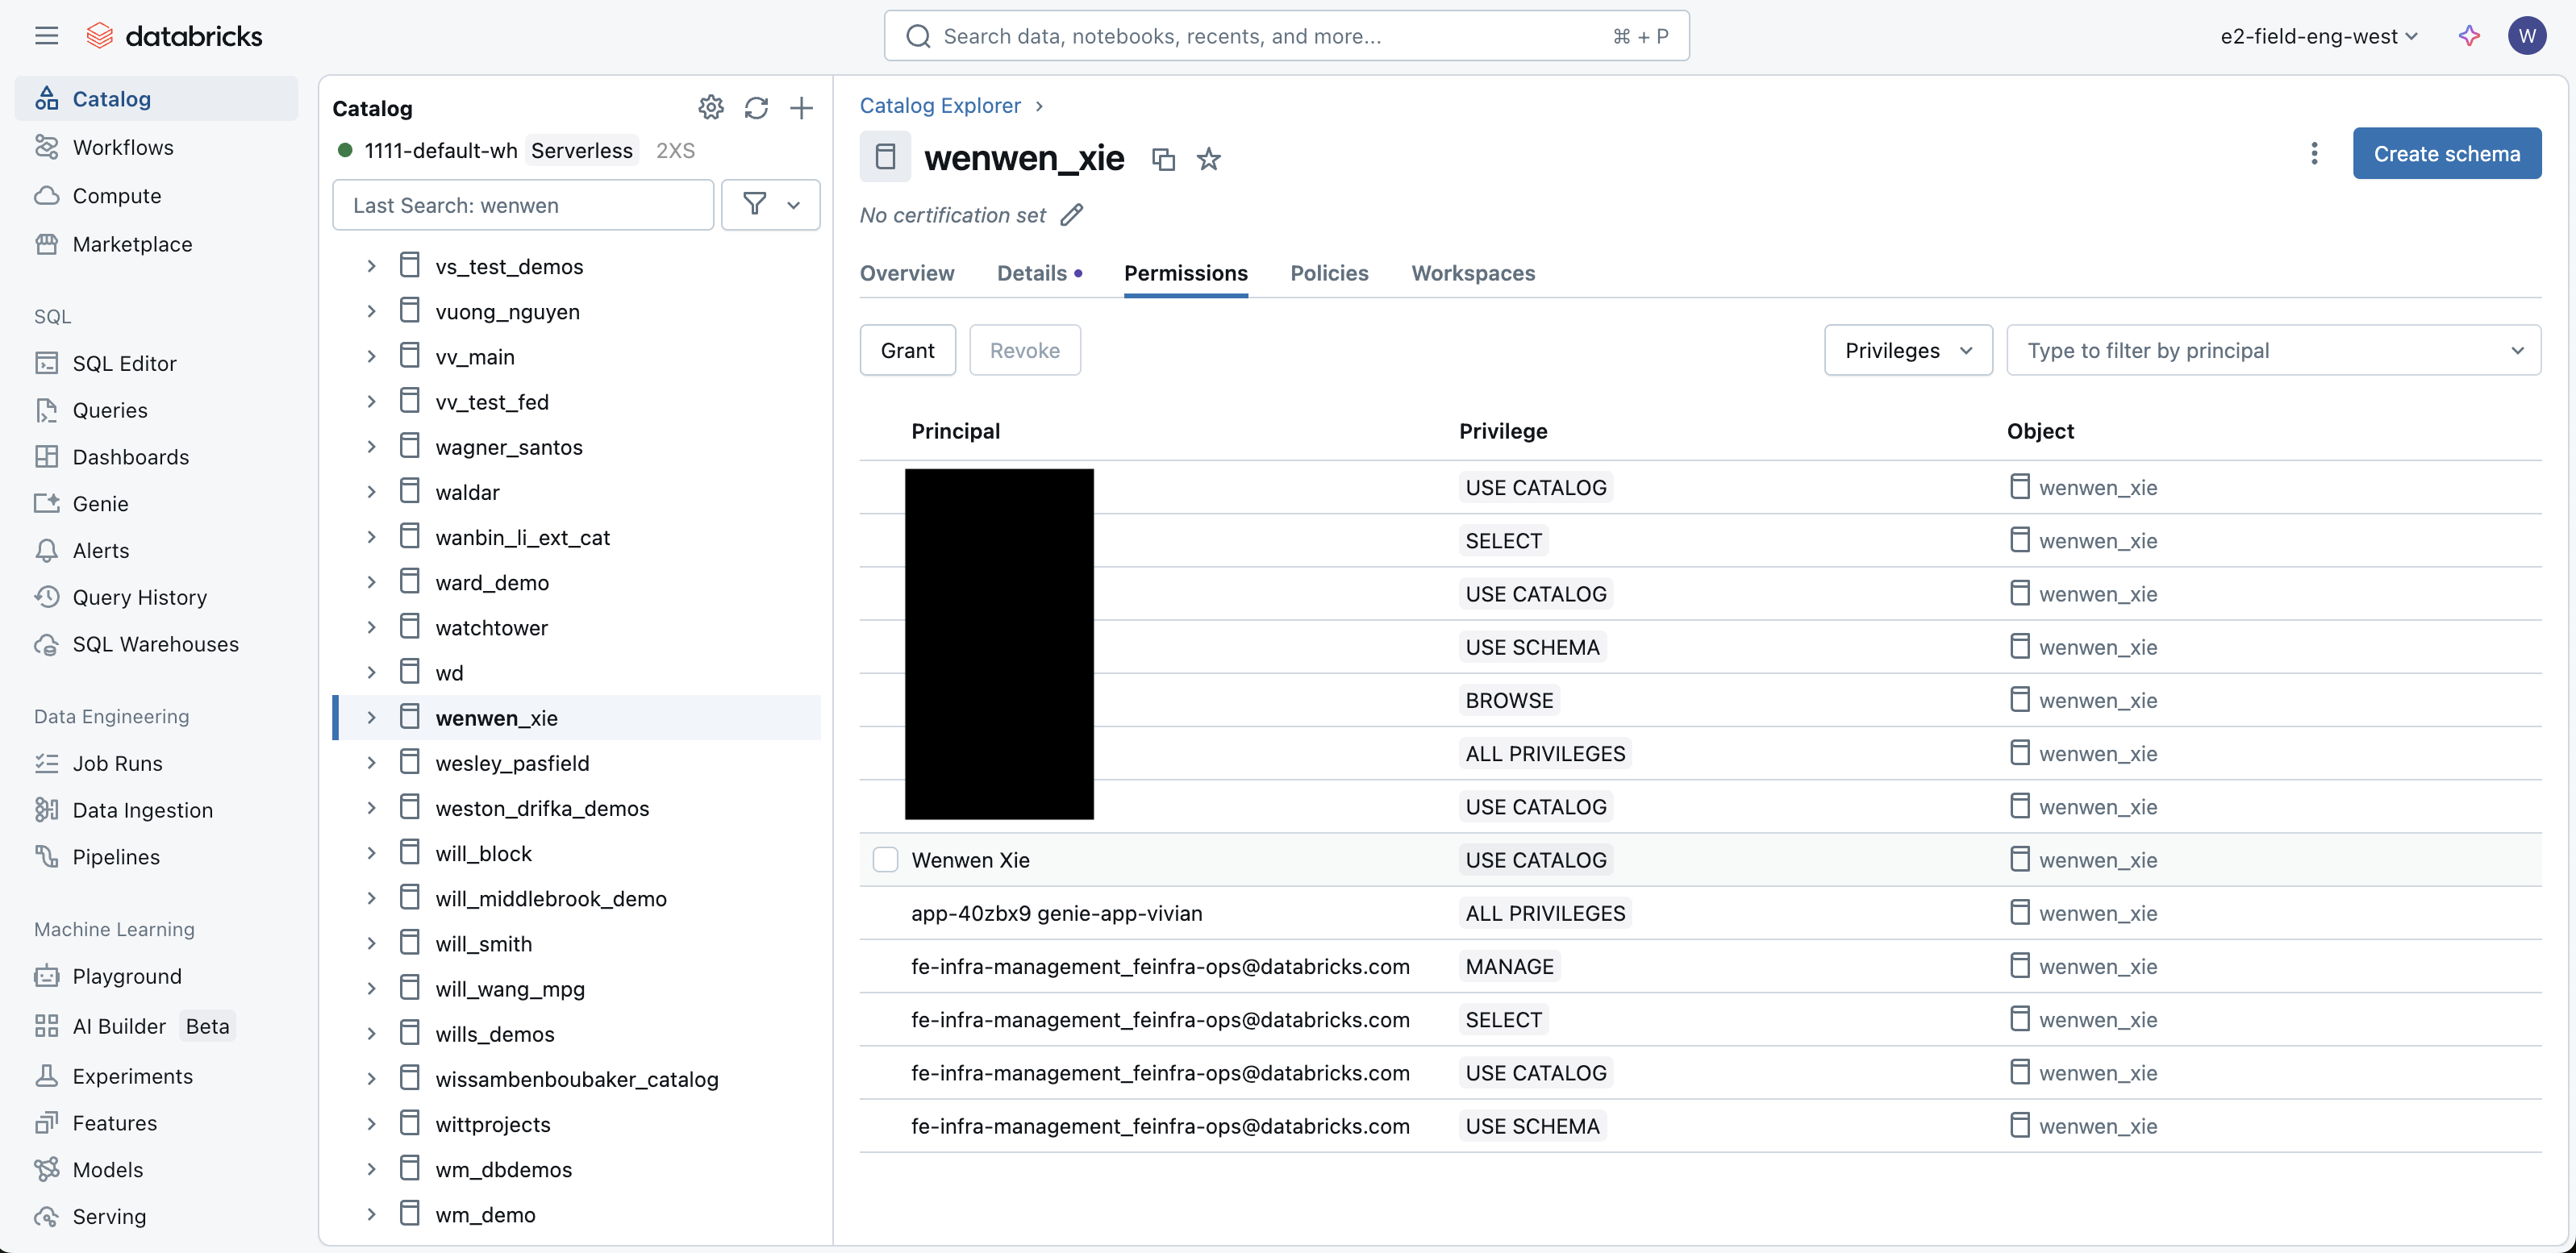 databricks
Search data, notebooks, recents, and more... ⌘ + P
e2-field-eng-west
W
Catalog
Workflows
Compute
Marketplace
SQL
SQL Editor
Queries
Dashboards
Genie
Alerts
Query History
SQL Warehouses
Data Engineering
Job Runs
Data Ingestion
Pipelines
Machine Learning
Playground
AI Builder Beta
Experiments
Features
Models
Serving
Catalog
1111-default-wh Serverless 2XS
Last Search: wenwen
vs_test_demos
vuong_nguyen
vv_main
vv_test_fed
wagner_santos
waldar
wanbin_li_ext_cat
ward_demo
watchtower
wd
wenwen_xie
wesley_pasfield
weston_drifka_demos
will_block
will_middlebrook_demo
will_smith
will_wang_mpg
wills_demos
wissambenboubaker_catalog
wittprojects
wm_dbdemos
wm_demo
Catalog Explorer
wenwen_xie
Create schema
No certification set
Overview Details Permissions Policies Workspaces
Grant Revoke Privileges Type to filter by principal
Principal Privilege Object
USE CATALOG wenwen_xie
SELECT wenwen_xie
USE CATALOG wenwen_xie
USE SCHEMA wenwen_xie
BROWSE wenwen_xie
ALL PRIVILEGES wenwen_xie
USE CATALOG wenwen_xie
Wenwen Xie USE CATALOG wenwen_xie
app-40zbx9 genie-app-vivian ALL PRIVILEGES wenwen_xie
fe-infra-management_feinfra-ops@databricks.com MANAGE wenwen_xie
fe-infra-management_feinfra-ops@databricks.com SELECT wenwen_xie
fe-infra-management_feinfra-ops@databricks.com USE CATALOG wenwen_xie
fe-infra-management_feinfra-ops@databricks.com USE SCHEMA wenwen_xie